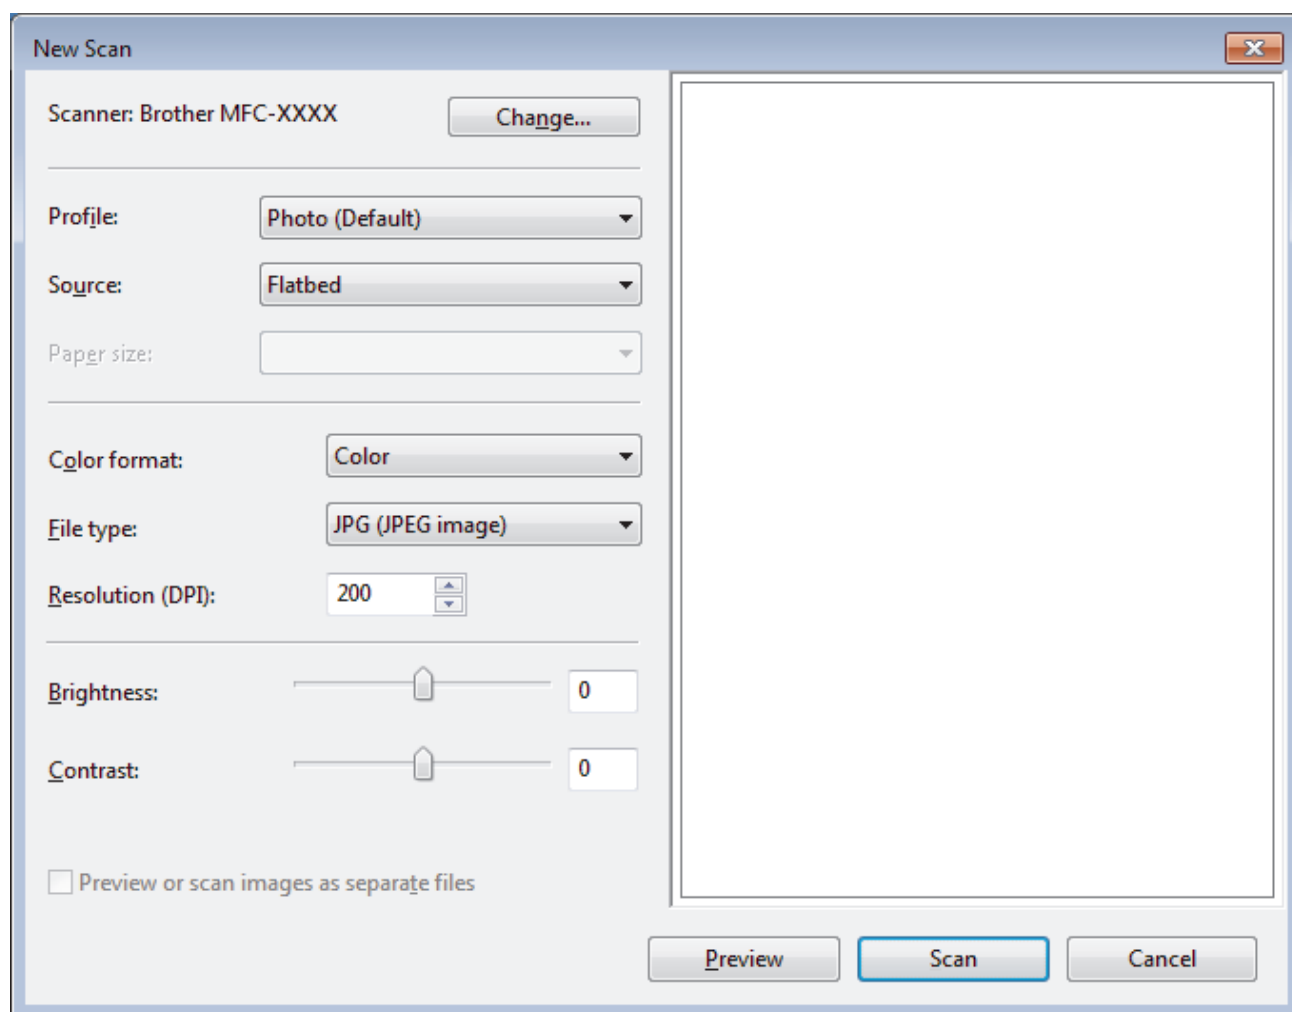 New Scan
Scanner: Brother MFC-XXXX
Change...
Profile:
Photo (Default)
Source:
Flatbed
Paper size:
Color format:
Color
File type:
JPG (JPEG image)
Resolution (DPI):
200
Brightness:
0
Contrast:
0
Preview or scan images as separate files
Preview
Scan
Cancel